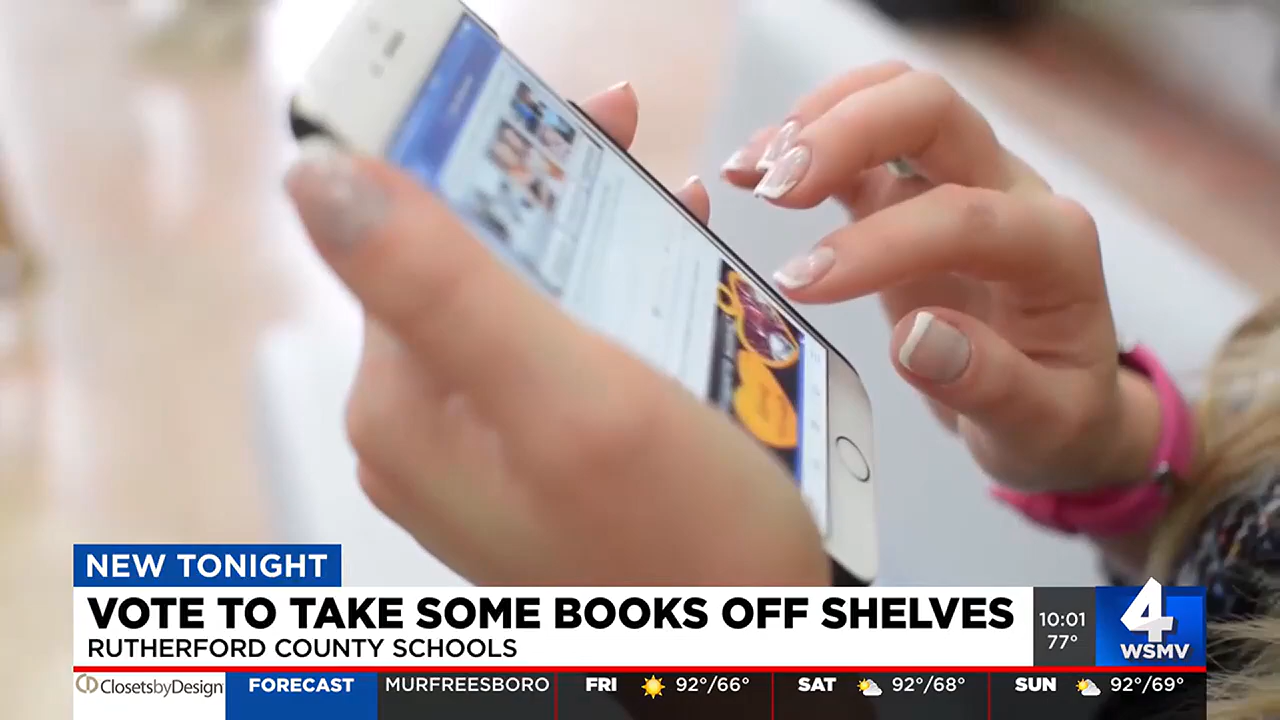 NEW TONIGHT
VOTE TO TAKE SOME BOOKS OFF SHELVES
RUTHERFORD COUNTY SCHOOLS
10:01
77°
4
WSMV
ClosetsbyDesign
FORECAST
MURFREESBORO
FRI 92°/66°
SAT 92°/68°
SUN 92°/69°